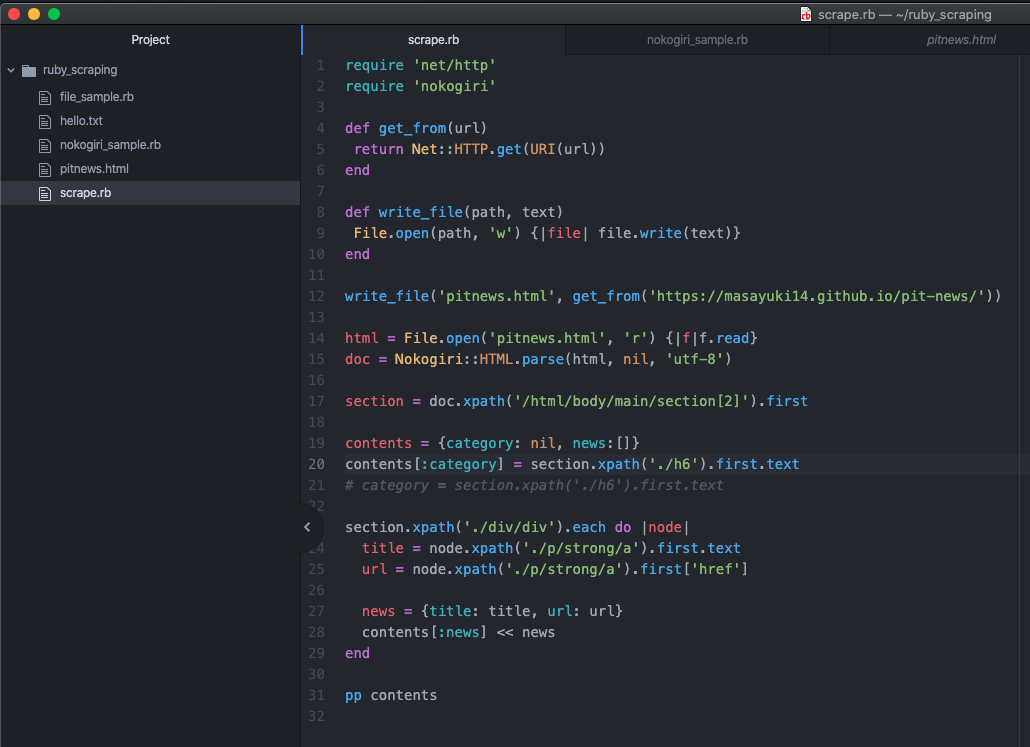 scrape.rb — ~/ruby_scraping
Project
scrape.rb
nokogiri_sample.rb
pitnews.html
ruby_scraping
file_sample.rb
hello.txt
nokogiri_sample.rb
pitnews.html
scrape.rb
1 require 'net/http'
2 require 'nokogiri'
3
4 def get_from(url)
5  return Net::HTTP.get(URI(url))
6 end
7
8 def write_file(path, text)
9  File.open(path, 'w') {|file| file.write(text)}
10 end
11
12 write_file('pitnews.html', get_from('https://masayuki14.github.io/pit-news/'))
13
14 html = File.open('pitnews.html', 'r') {|f|f.read}
15 doc = Nokogiri::HTML.parse(html, nil, 'utf-8')
16
17 section = doc.xpath('/html/body/main/section[2]').first
18
19 contents = {category: nil, news:[]}
20 contents[:category] = section.xpath('./h6').first.text
21 # category = section.xpath('./h6').first.text
22
section.xpath('./div/div').each do |node|
24   title = node.xpath('./p/strong/a').first.text
25   url = node.xpath('./p/strong/a').first['href']
26
27   news = {title: title, url: url}
28   contents[:news] << news
29 end
30
31 pp contents
32